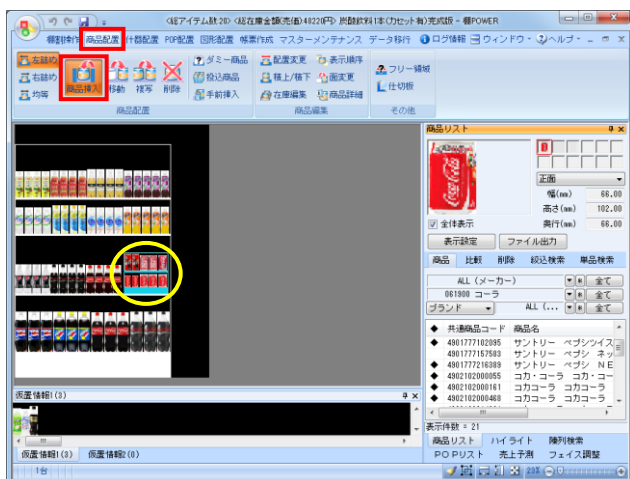 <総アイテム数:20> <総在庫金額(売価):48220円> 炭酸飲料1本(力セット有)完成版 - 棚POWER
棚割制作 商品配置 什器配置 POP配置 図形配置 帳票作成 マスターメンテナンス データ移行 ログ情報 ウィンドウ ヘルプ
左詰め 右詰め 均等 商品挿入 移動 複写 削除
ダミー商品 投込商品 手前挿入
配置変更 積上/積下 在庫編集
表示順序 面変更 商品詳細
フリー領域 仕切板
商品配置 商品編集 その他
商品リスト
正面
幅(mm) 66.00
高さ(mm) 102.00
全体表示 奥行(mm) 66.00
表示設定 ファイル出力
商品 比較 削除 絞込検索 単品検索
ALL (メーカー) * 全て
061900 コーラ * 全て
ブランド ALL (... * 全て
共通商品コード 商品名
4901777102095 サントリー ペプシツイス
4901777157583 サントリー ペプシ ネッ
4901777216389 サントリー ペプシ NE
4902102000055 コカ・コーラ コカ・コー
4902102000161 コカコーラ コカコーラ
4902102000468 コカコーラ コカコーラ
表示件数 = 21
商品リスト ハイライト 陳列検索
POPリスト 売上予測 フェイス調整
仮置情報1(3)
仮置情報1(3) 仮置情報2(0)
1台
20%